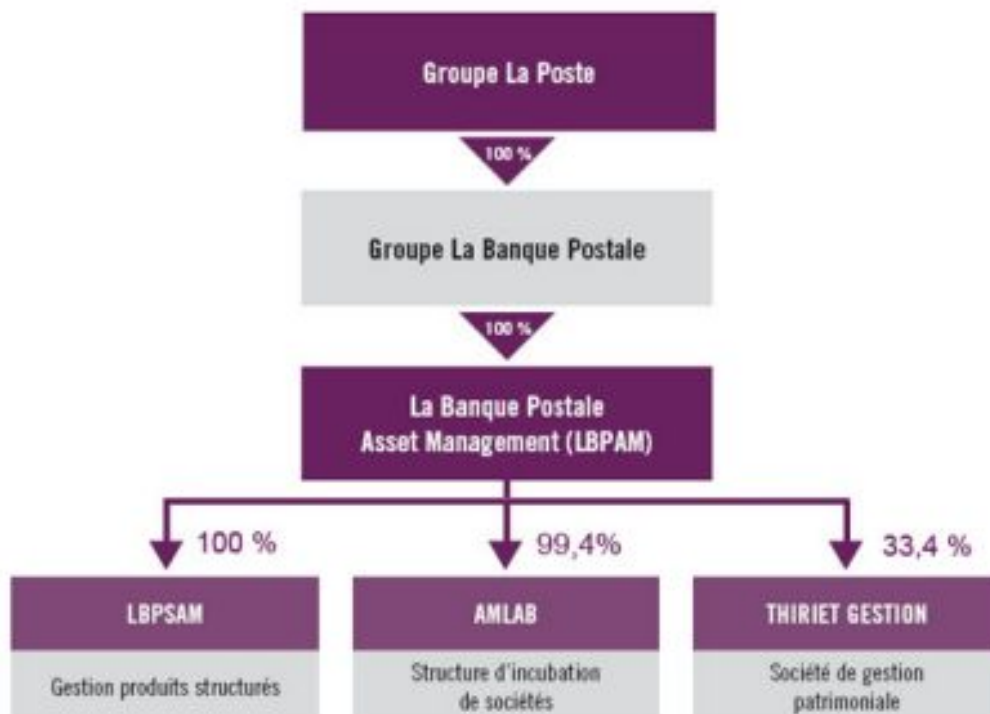 Groupe La Poste
100 %
Groupe La Banque Postale
100 %
La Banque Postale
Asset Management (LBPAM)
100 %
99,4%
33,4 %
LBPSAM
AMLAB
THIRIET GESTION
Gestion produits structurés
Structure d'incubation
de sociétés
Société de gestion
patrimoniale